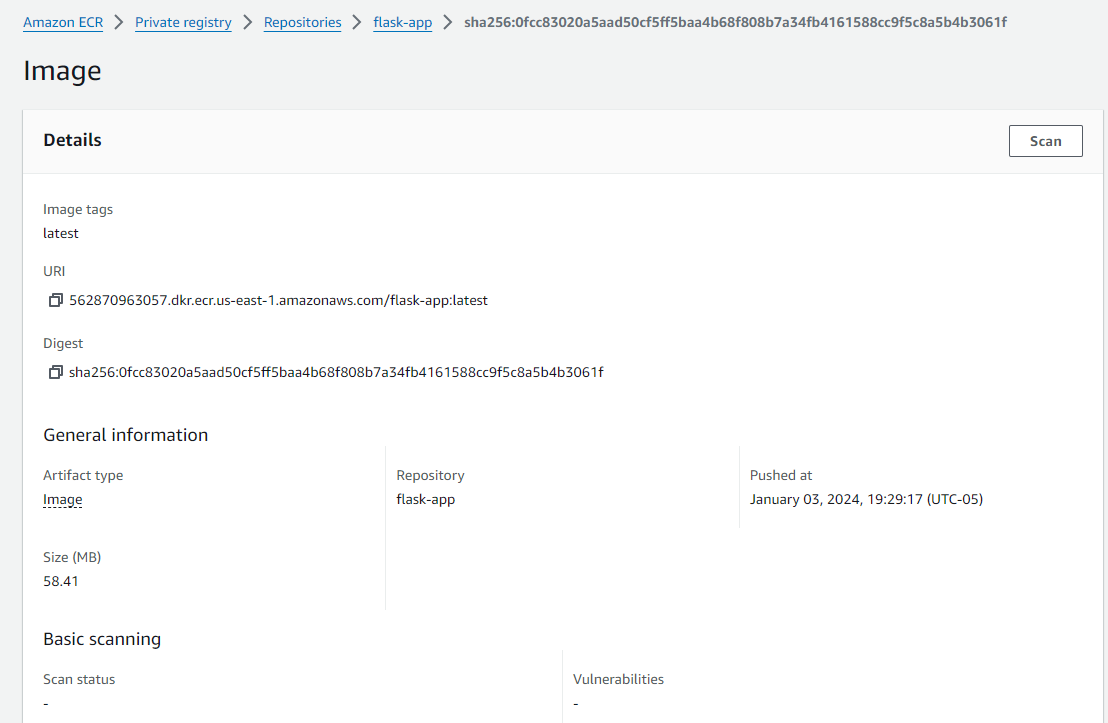 Amazon ECR > Private registry > Repositories > flask-app > sha256:0fcc83020a5aad50cf5ff5baa4b68f808b7a34fb4161588cc9f5c8a5b4b3061f
Image
Details
Scan
Image tags
latest
URI
562870963057.dkr.ecr.us-east-1.amazonaws.com/flask-app:latest
Digest
sha256:0fcc83020a5aad50cf5ff5baa4b68f808b7a34fb4161588cc9f5c8a5b4b3061f
General information
Artifact type
Image
Repository
flask-app
Pushed at
January 03, 2024, 19:29:17 (UTC-05)
Size (MB)
58.41
Basic scanning
Scan status
-
Vulnerabilities
-